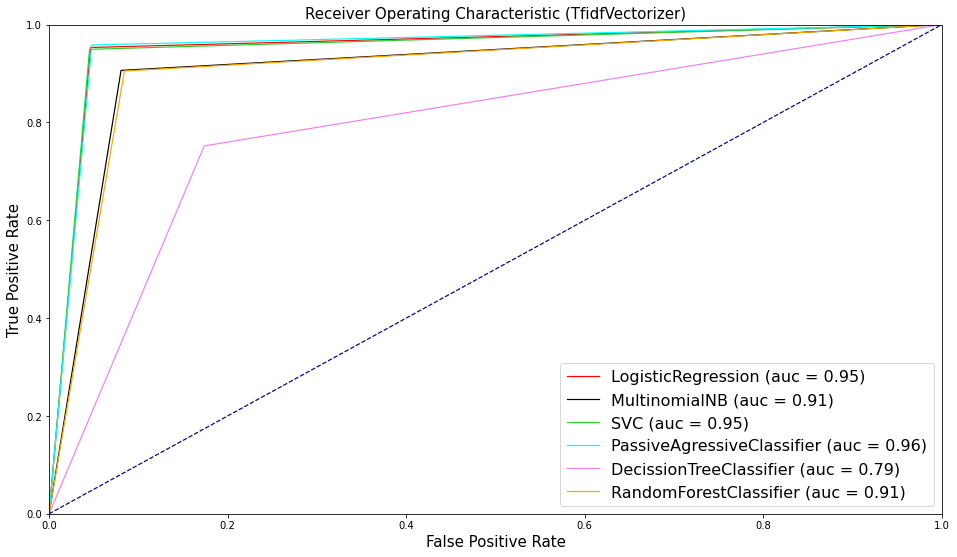 Receiver Operating Characteristic (TfidfVectorizer)
1.0
0.8
0.6
0.4
0.2
0.0
True Positive Rate
LogisticRegression (auc = 0.95)
MultinomialNB (auc = 0.91)
SVC (auc = 0.95)
PassiveAgressiveClassifier (auc = 0.96)
DecissionTreeClassifier (auc = 0.79)
RandomForestClassifier (auc = 0.91)
0.0 0.2 0.4 0.6 0.8 1.0
False Positive Rate